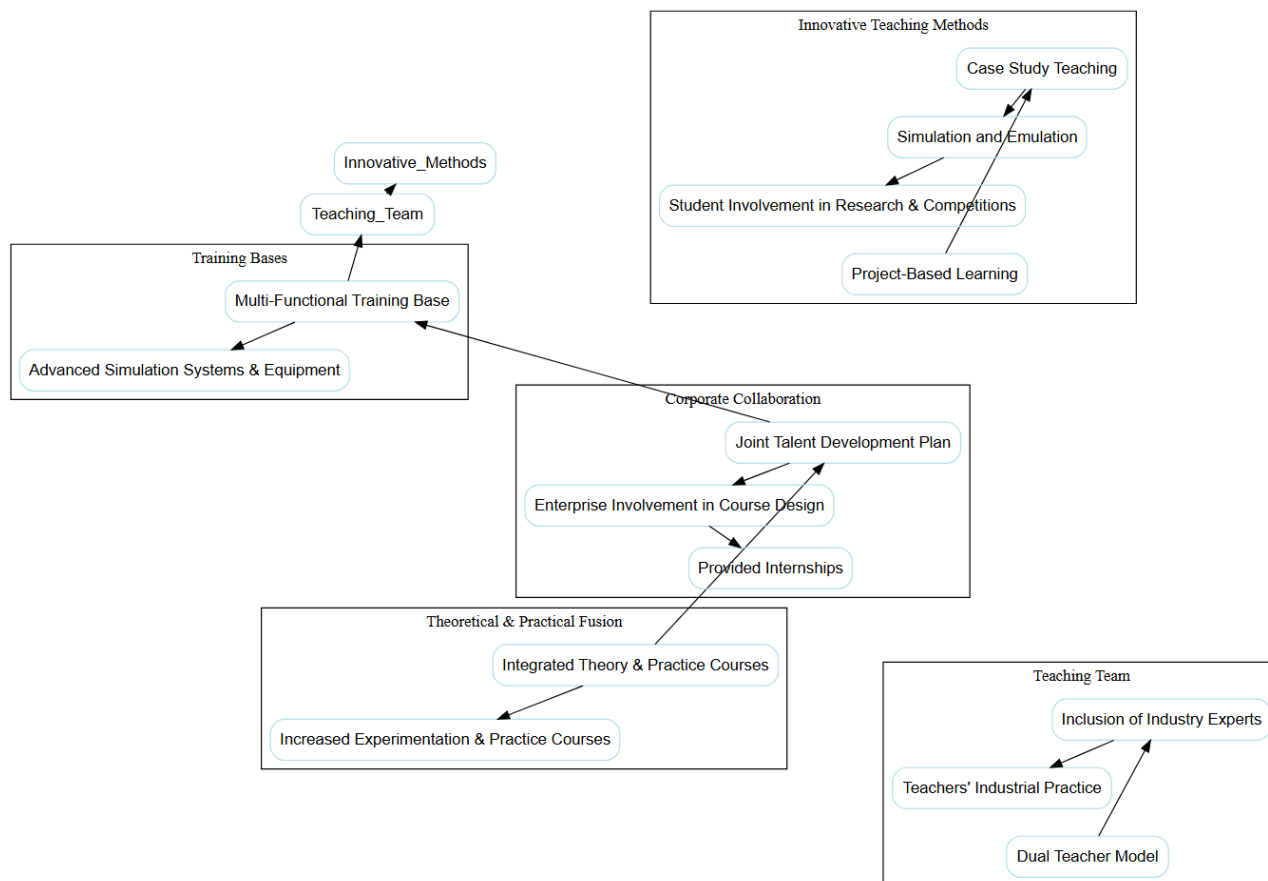 Innovative Teaching Methods
Case Study Teaching
Simulation and Emulation
Student Involvement in Research & Competitions
Project-Based Learning
Innovative_Methods
Teaching_Team
Training Bases
Multi-Functional Training Base
Advanced Simulation Systems & Equipment
Corporate Collaboration
Joint Talent Development Plan
Enterprise Involvement in Course Design
Provided Internships
Theoretical & Practical Fusion
Integrated Theory & Practice Courses
Increased Experimentation & Practice Courses
Teaching Team
Inclusion of Industry Experts
Teachers' Industrial Practice
Dual Teacher Model